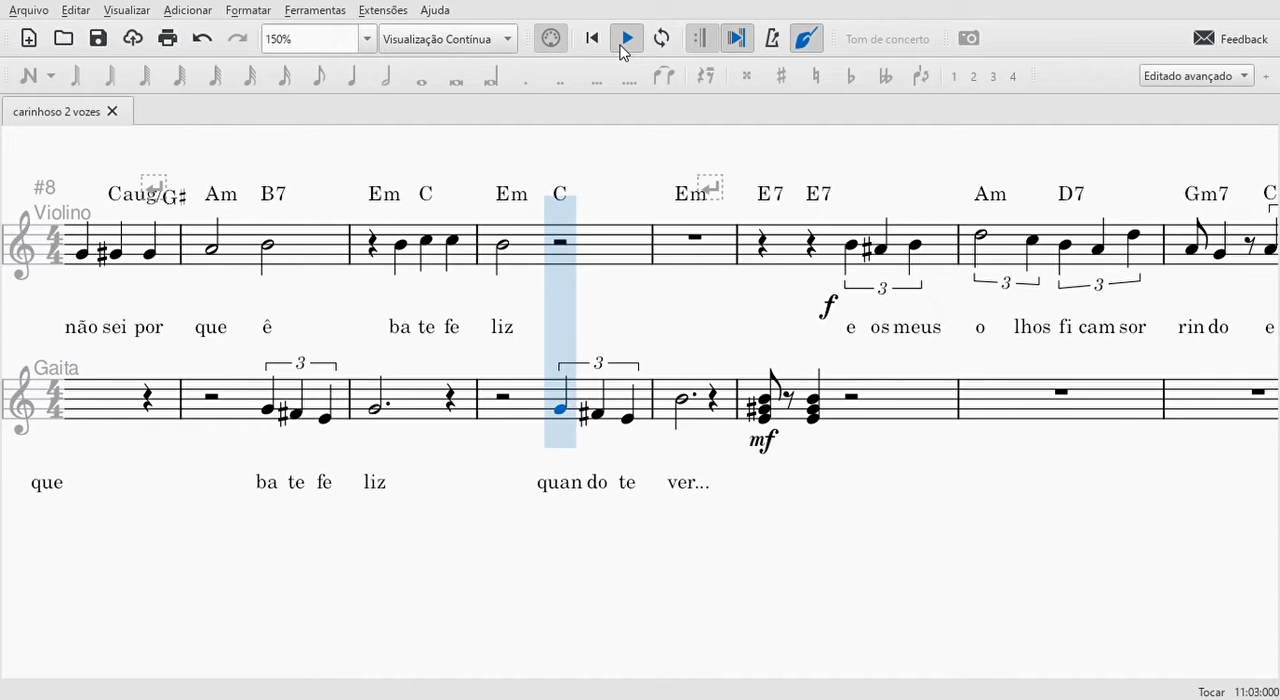 Arquivo Editar Visualizar Adicionar Formatar Ferramentas Extensões Ajuda
150% Visualização Contínua Tom de concerto Feedback
1 2 3 4 Editado avançado +
carinhoso 2 vozes
#8 Caug/G# Am B7 Em C Em C Em E7 E7 Am D7 Gm7 C
Violino
3 3 3
f
não sei por que ê ba te fe liz e os meus o lhos fi cam sor rin do e
Gaita
3 3
mf
que ba te fe liz quan do te ver...
Tocar 11:03:000